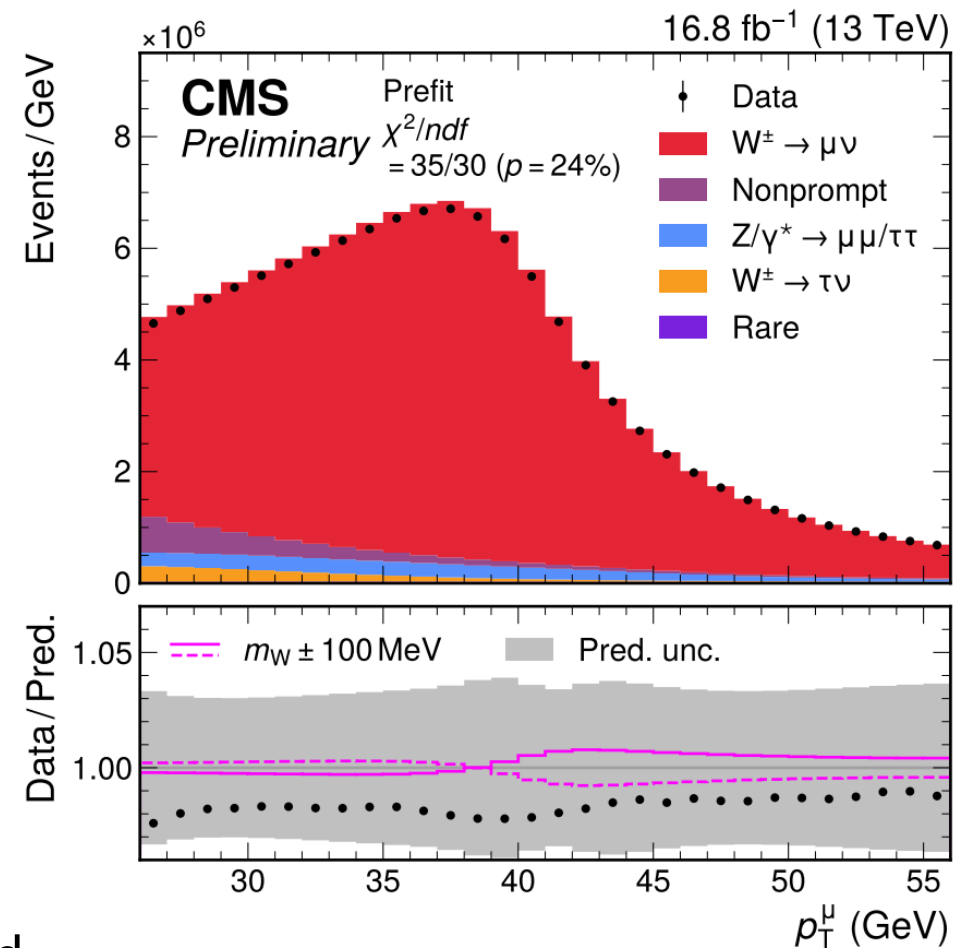 ×10⁶
16.8 fb⁻¹ (13 TeV)
Events/GeV
CMS
Preliminary
Prefit
χ²/ndf
= 35/30 (p = 24%)
Data
W± → μν
Nonprompt
Z/γ* → μμ/ττ
W± → τν
Rare
8
6
4
2
0
Data/Pred.
m_W ± 100 MeV
Pred. unc.
1.05
1.00
30 35 40 45 50 55
p_T^μ (GeV)